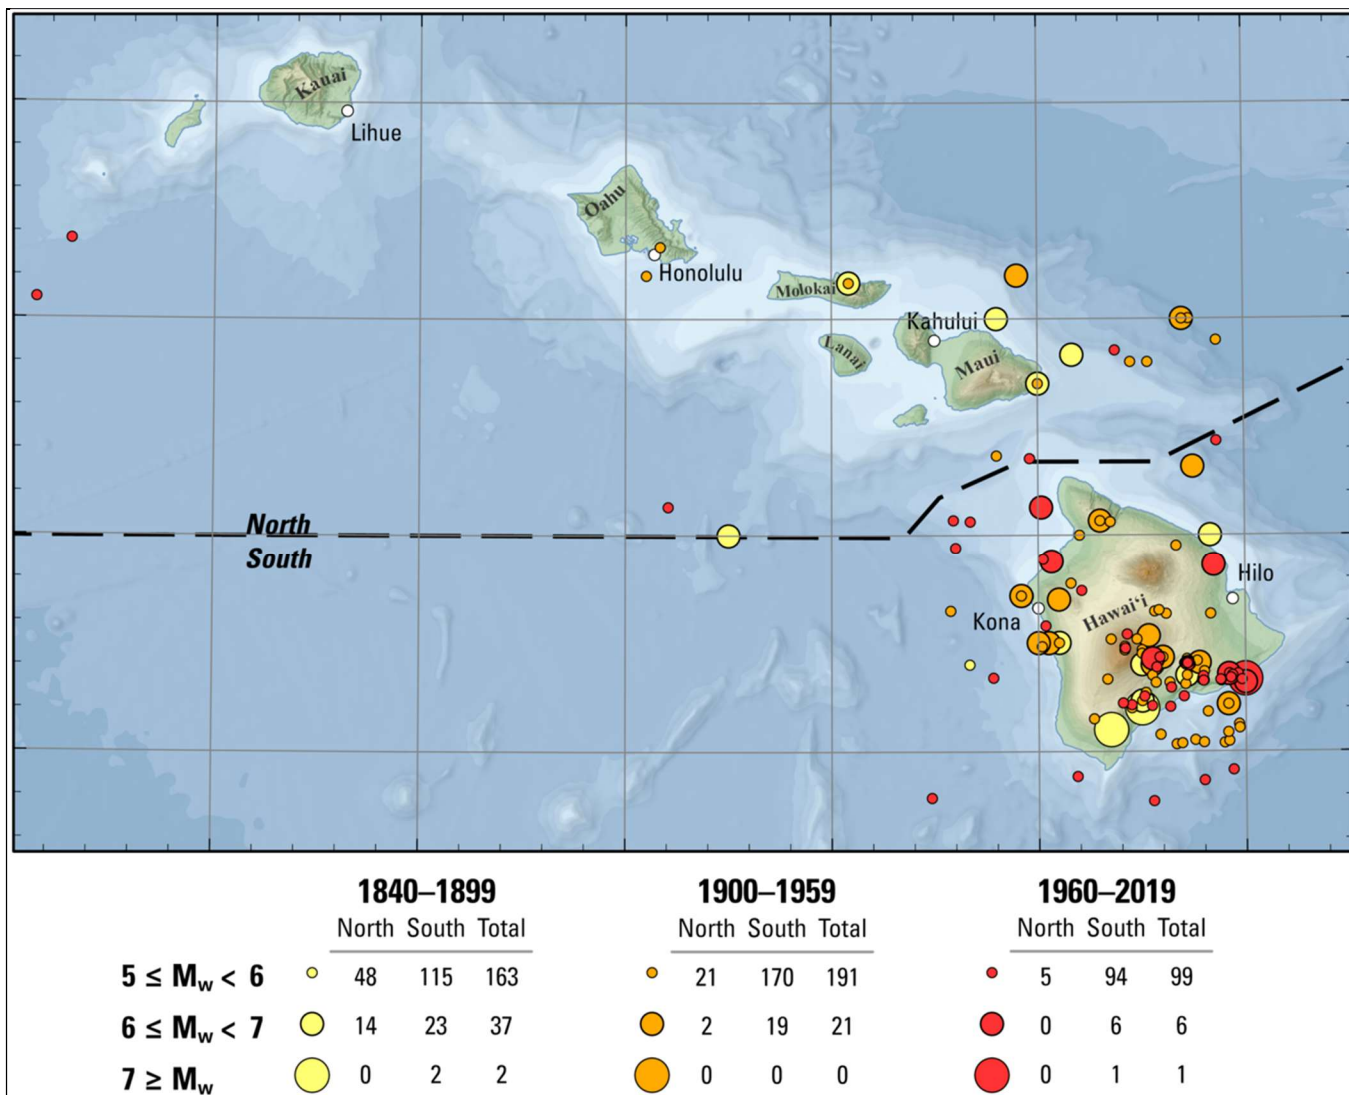 Kauai
Lihue
Oahu
Honolulu
Molokai
Kahului
Lanai
Maui
North
South
Hilo
Hawai‘i
Kona
1840–1899 1900–1959 1960–2019
North South Total North South Total North South Total
5 ≤ Mw < 6 48 115 163 21 170 191 5 94 99
6 ≤ Mw < 7 14 23 37 2 19 21 0 6 6
7 ≥ Mw 0 2 2 0 0 0 0 1 1